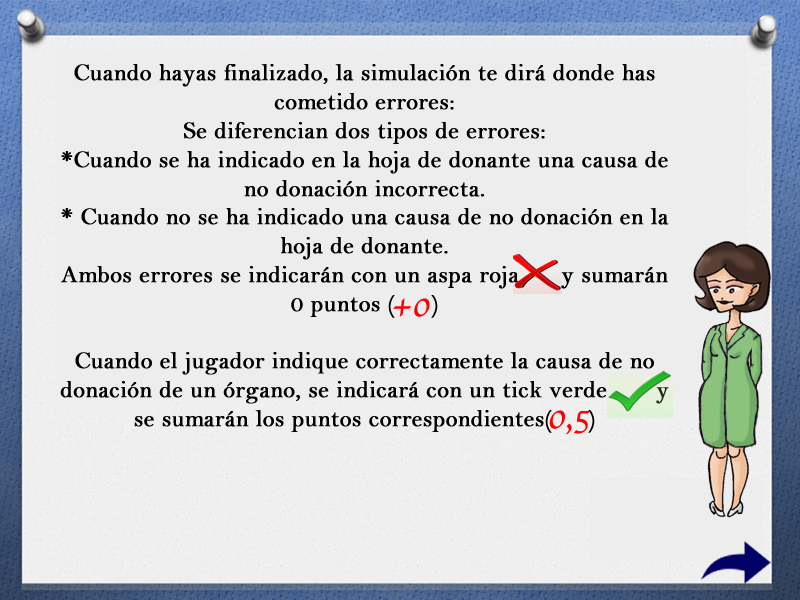 Cuando hayas finalizado, la simulación te dirá donde has
cometido errores:
Se diferencian dos tipos de errores:
*Cuando se ha indicado en la hoja de donante una causa de
no donación incorrecta.
* Cuando no se ha indicado una causa de no donación en la
hoja de donante.
Ambos errores se indicarán con un aspa roja y sumarán
0 puntos (+0)
Cuando el jugador indique correctamente la causa de no
donación de un órgano, se indicará con un tick verde y
se sumarán los puntos correspondientes(0,5)